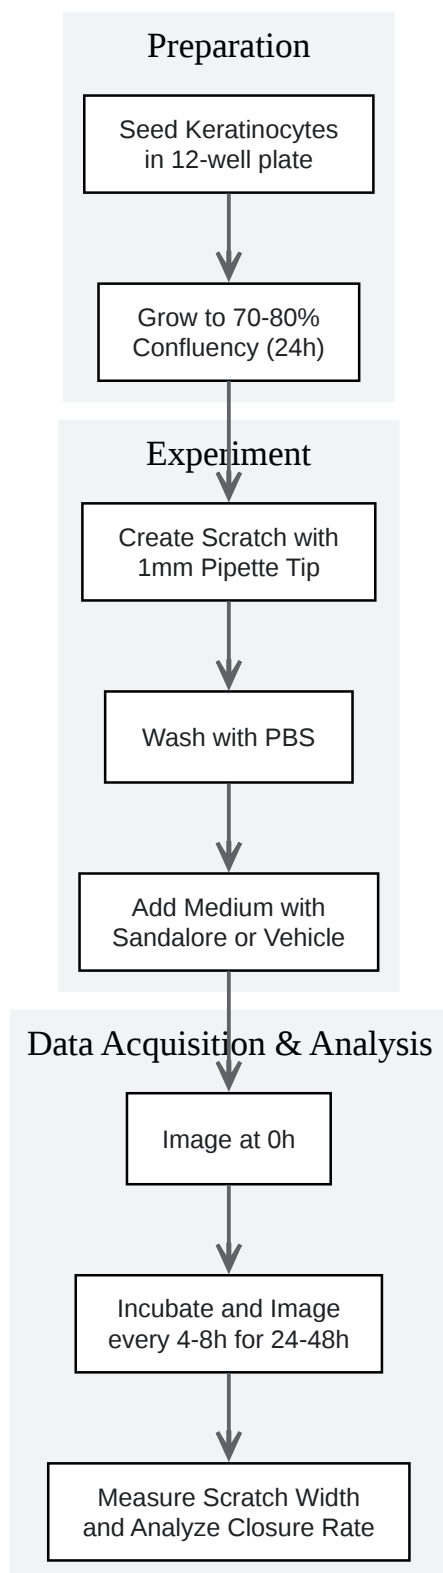 Preparation
Seed Keratinocytes
in 12-well plate
Grow to 70-80%
Confluency (24h)
Experiment
Create Scratch with
1mm Pipette Tip
Wash with PBS
Add Medium with
Sandalore or Vehicle
Data Acquisition & Analysis
Image at 0h
Incubate and Image
every 4-8h for 24-48h
Measure Scratch Width
and Analyze Closure Rate